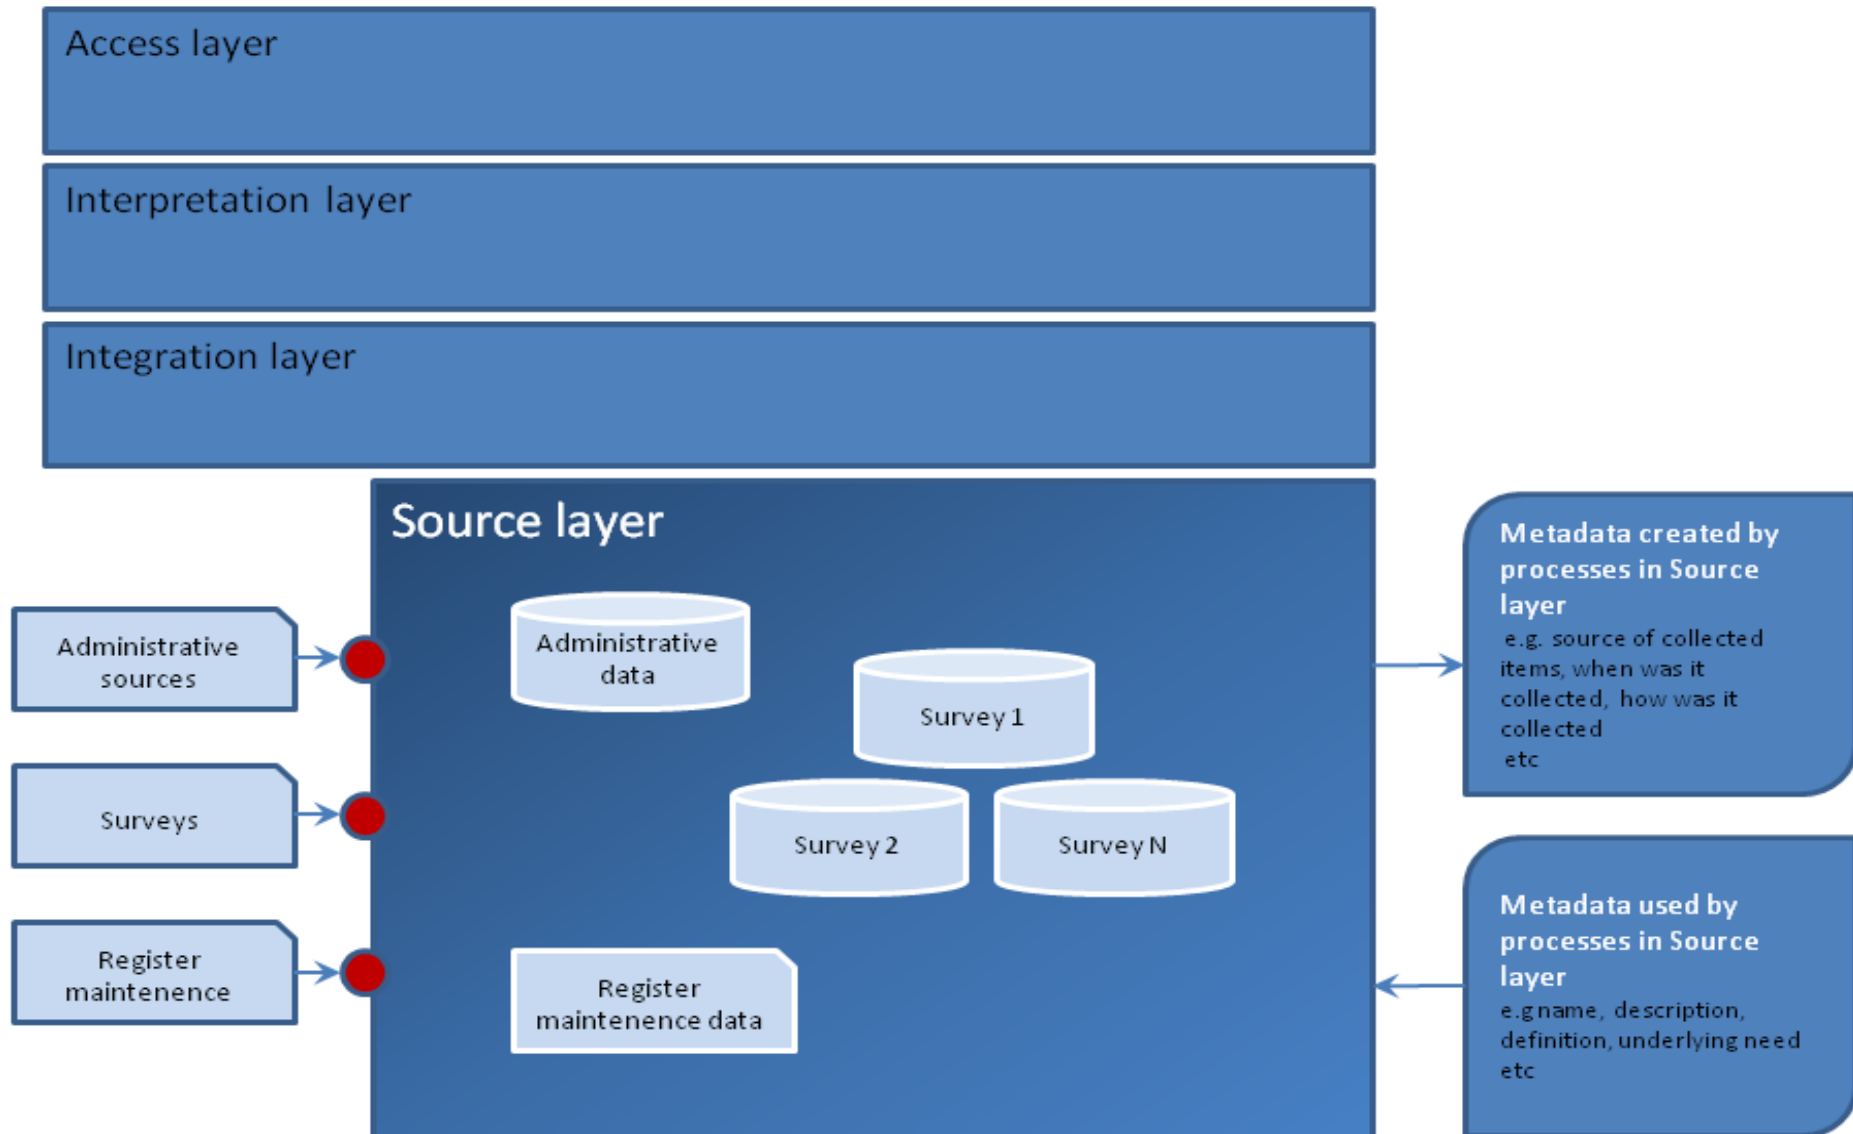 Access layer
Interpretation layer
Integration layer
Source layer
Administrative
sources
Surveys
Register
maintenence
Administrative
data
Survey 1
Survey 2
Survey N
Register
maintenence data
Metadata created by
processes in Source
layer
e.g. source of collected
items, when was it
collected, how was it
collected
etc
Metadata used by
processes in Source
layer
e.g name, description,
definition, underlying need
etc